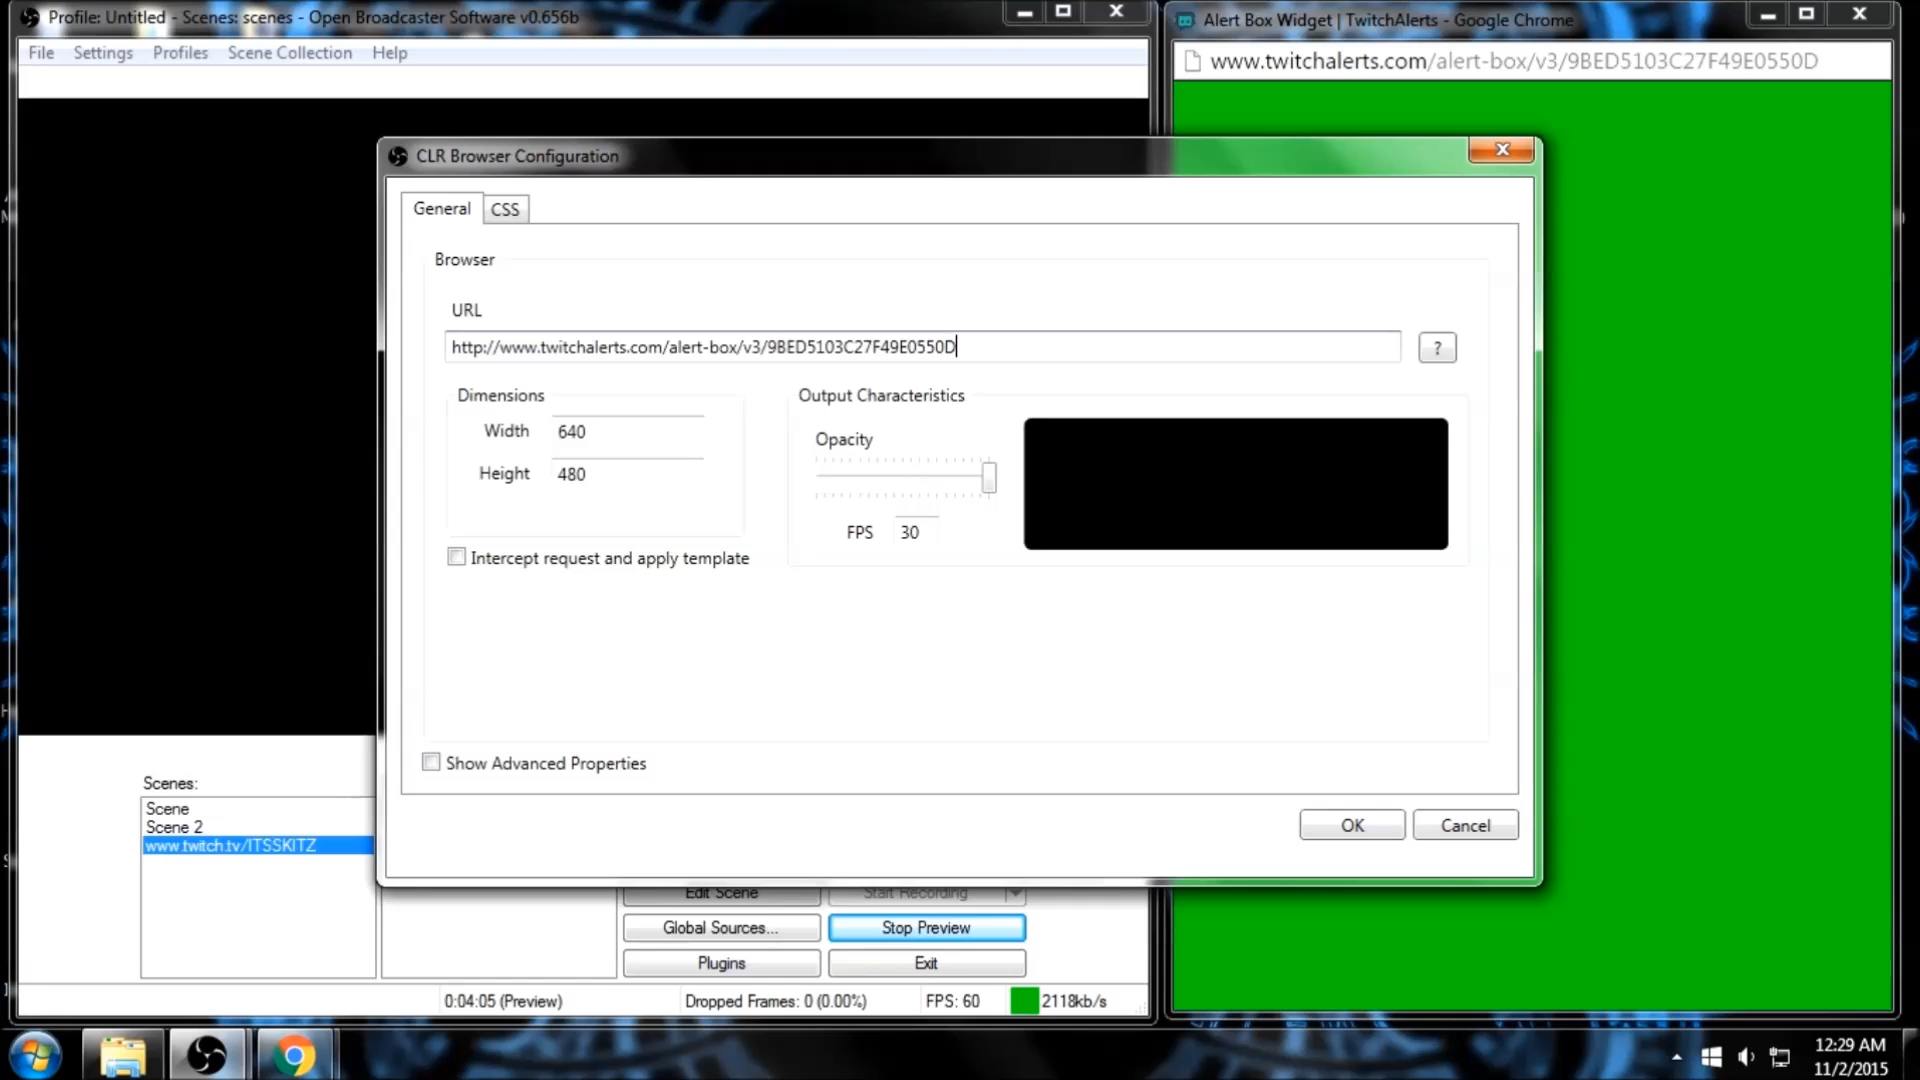 Profile: Untitled - Scenes: scenes - Open Broadcaster Software v0.656b
File Settings Profiles Scene Collection Help
Alert Box Widget | TwitchAlerts - Google Chrome
www.twitchalerts.com/alert-box/v3/9BED5103C27F49E0550D
CLR Browser Configuration
General CSS
Browser
URL
http://www.twitchalerts.com/alert-box/v3/9BED5103C27F49E0550D
?
Dimensions
Width 640
Height 480
Output Characteristics
Opacity
FPS 30
Intercept request and apply template
Show Advanced Properties
OK Cancel
Scenes:
Scene
Scene 2
www.twitch.tv/ITSSKITZ
Edit Scene Start Recording
Global Sources... Stop Preview
Plugins Exit
0:04:05 (Preview) Dropped Frames: 0 (0.00%) FPS: 60 2118kb/s
12:29 AM
11/2/2015